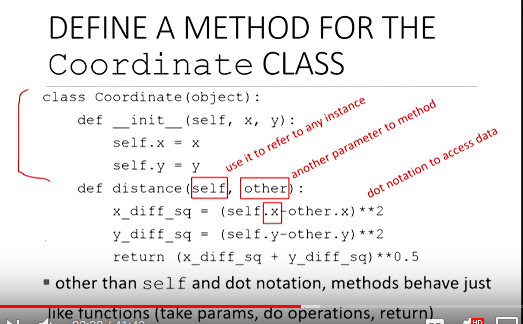 DEFINE A METHOD FOR THE
Coordinate CLASS
class Coordinate(object):
def __init__(self, x, y):
self.x = x
self.y = y
use it to refer to any instance
another parameter to method
def distance(self, other):
dot notation to access data
x_diff_sq = (self.x-other.x)**2
y_diff_sq = (self.y-other.y)**2
return (x_diff_sq + y_diff_sq)**0.5
▪ other than self and dot notation, methods behave just
like functions (take params, do operations, return)
HD